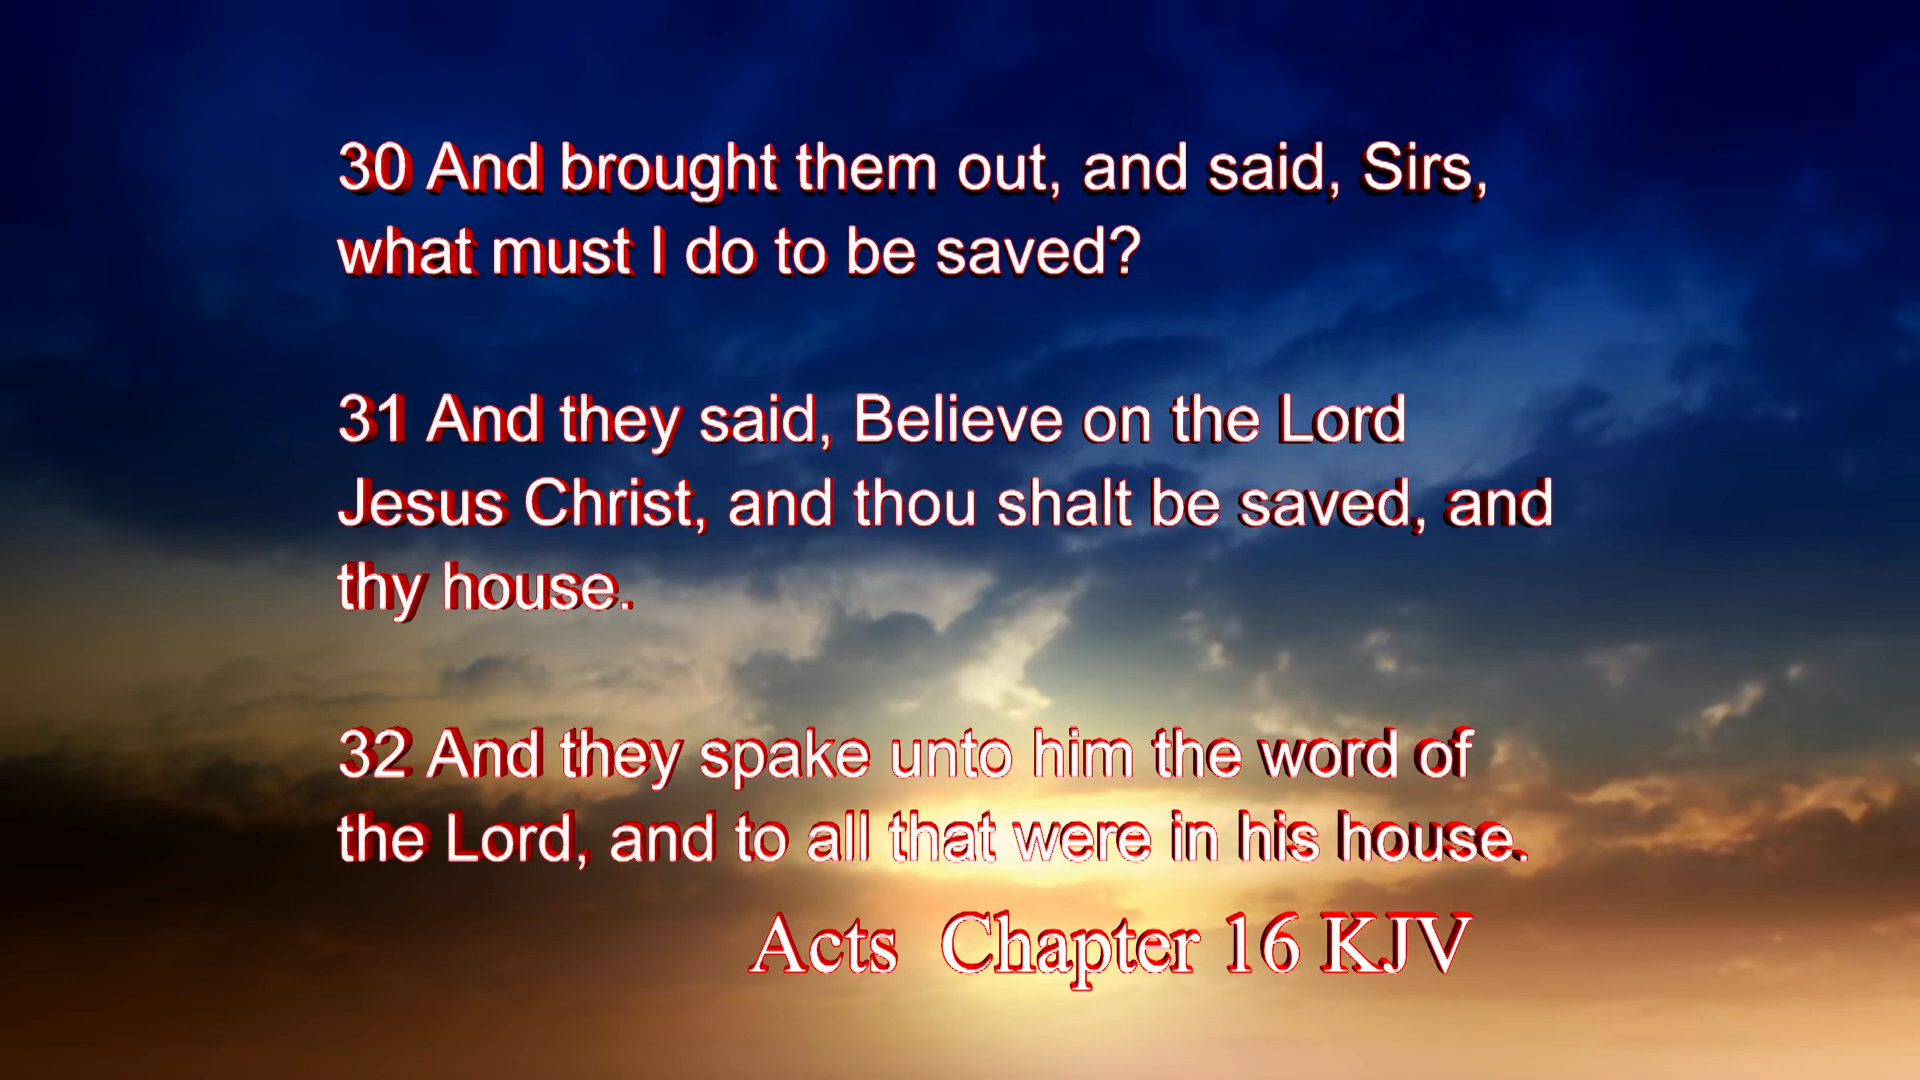 30 And brought them out, and said, Sirs,
what must I do to be saved?
31 And they said, Believe on the Lord
Jesus Christ, and thou shalt be saved, and
thy house.
32 And they spake unto him the word of
the Lord, and to all that were in his house.
Acts Chapter 16 KJV